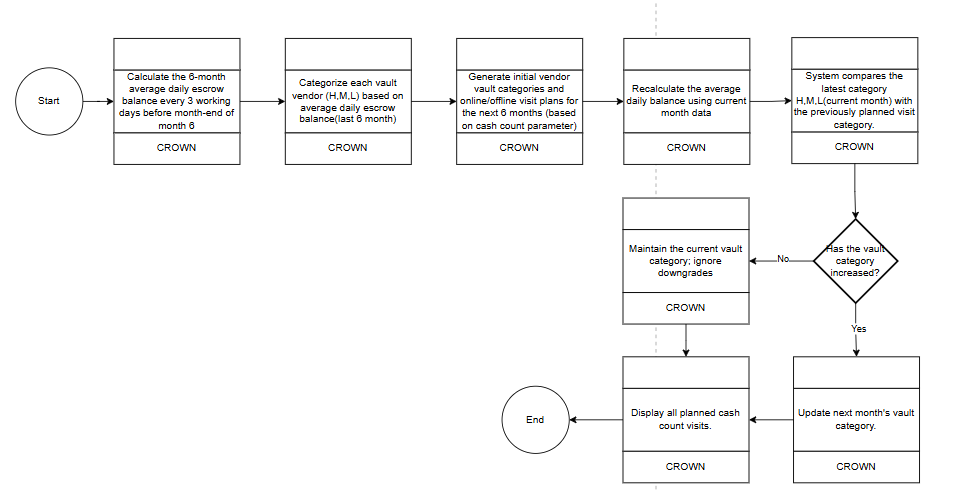 Start
Calculate the 6-month
average daily escrow
balance every 3 working
days before month-end of
month 6
CROWN
Categorize each vault
vendor (H,M,L) based on
average daily escrow
balance(last 6 month)
CROWN
Generate initial vendor
vault categories and
online/offline visit plans for
the next 6 months (based
on cash count parameter)
CROWN
Recalculate the average
daily balance using current
month data
CROWN
System compares the
latest category
H,M,L(current month) with
the previously planned visit
category.
CROWN
Has the vault
category
increased?
No
Maintain the current vault
category; ignore
downgrades
CROWN
Yes
Update next month's vault
category.
CROWN
Display all planned cash
count visits.
CROWN
End